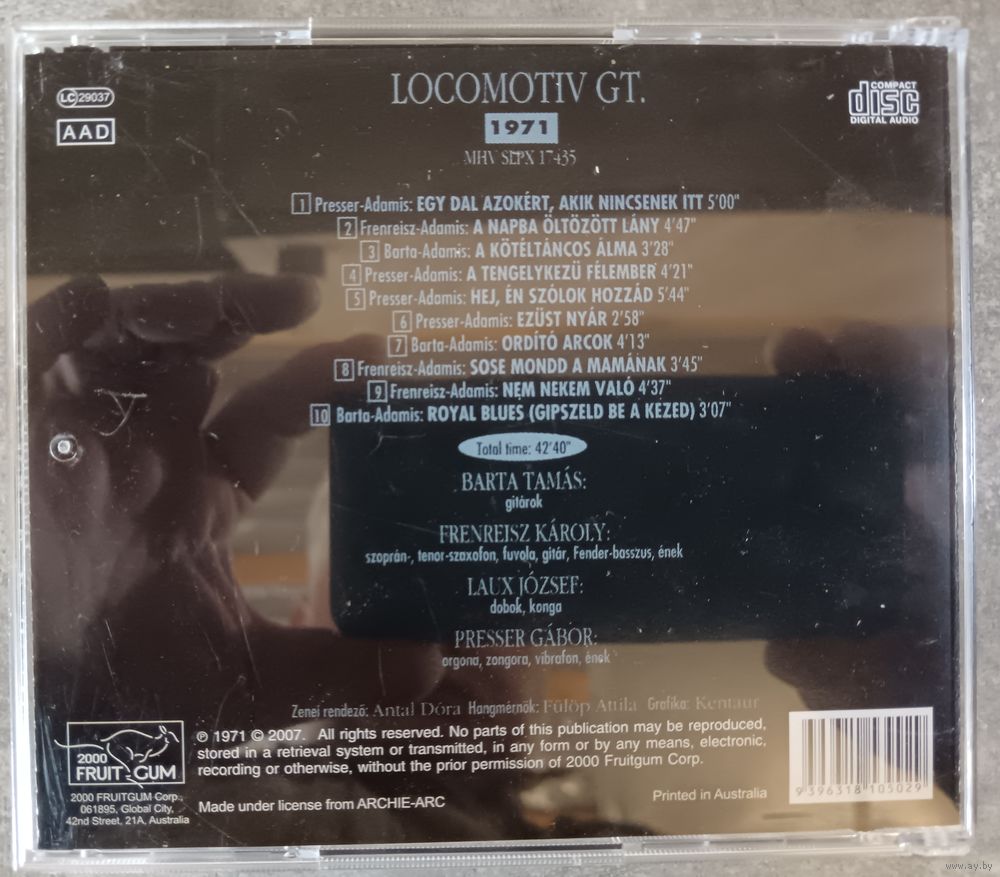 LC 29037
AAD
LOCOMOTIV GT.
1971
MHV SLPX 17435
COMPACT
disc
DIGITAL AUDIO
1 Presser-Adamis: EGY DAL AZOKÉRT, AKIK NINCSENEK ITT 5'00"
2 Frenreisz-Adamis: A NAPBA ÖLTÖZÖTT LÁNY 4'47"
3 Barta-Adamis: A KÖTÉLTÁNCOS ÁLMA 3'28"
4 Presser-Adamis: A TENGELYKEZÜ FÉLEMBER 4'21"
5 Presser-Adamis: HEJ, ÉN SZÓLOK HOZZÁD 5'44"
6 Presser-Adamis: EZÜST NYÁR 2'58"
7 Barta-Adamis: ORDÍTÓ ARCOK 4'13"
8 Frenreisz-Adamis: SOSE MONDD A MAMÁNAK 3'45"
9 Frenreisz-Adamis: NEM NEKEM VALÓ 4'37"
10 Barta-Adamis: ROYAL BLUES (GIPSZELD BE A KEZED) 3'07"
Total time: 42'40"
BARTA TAMÁS:
gitárok
FRENREISZ KÁROLY:
szoprán-, tenor-szaxofon, fuvola, gitár, Fender-basszus, ének
LAUX JÓZSEF:
dobok, konga
PRESSER GÁBOR:
orgona, zongora, vibrafon, ének
Zenei rendező: Antal Dóra Hangmérnök: Fülöp Attila Grafika: Kentaur
2000
FRUITGUM
2000 FRUITGUM Corp.,
061895, Global City,
42nd Street, 21A, Australia
℗ 1971 © 2007. All rights reserved. No parts of this publication may be reproduced,
stored in a retrieval system or transmitted, in any form or by any means, electronic,
recording or otherwise, without the prior permission of 2000 Fruitgum Corp.
Made under license from ARCHIE-ARC
Printed in Australia
9 396318 105029
www.ay.by